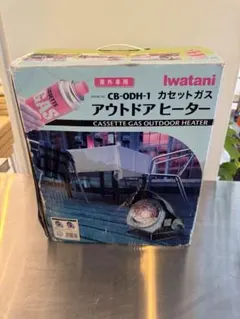 屋外専用
Iwatani
CB-ODH-1 カセットガス
アウトドアヒーター
CASSETTE GAS OUTDOOR HEATER
GAS